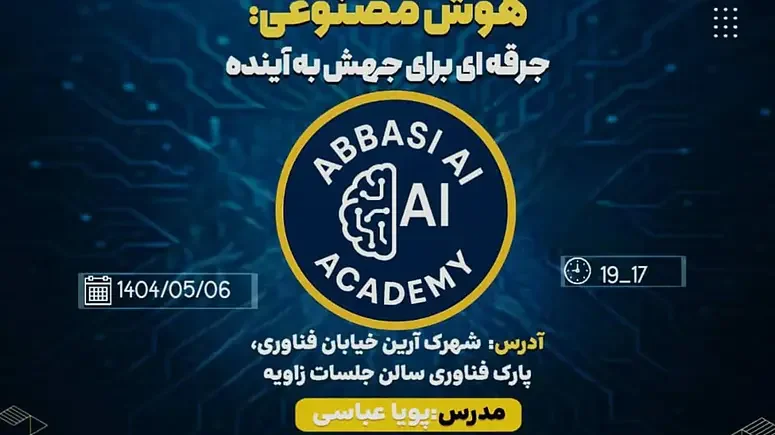 هوش مصنوعی:
جرقه ای برای جهش به آینده
ABBASI AI
AI
ACADEMY
19_17
1404/05/06
آدرس: شهرک آرین خیابان فناوری،
پارک فناوری سالن جلسات زاویه
مدرس:پویا عباسی